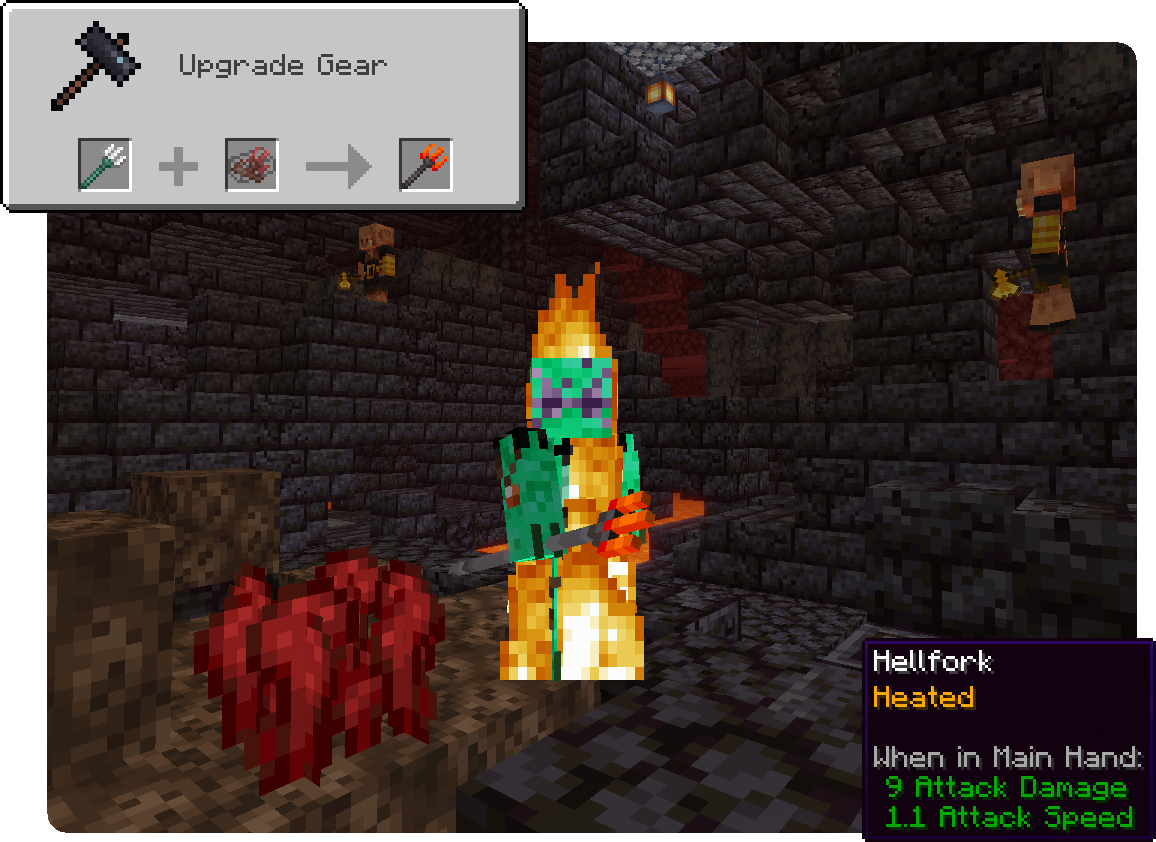 Upgrade Gear
Hellfork
Heated
When in Main Hand:
9 Attack Damage
1.1 Attack Speed